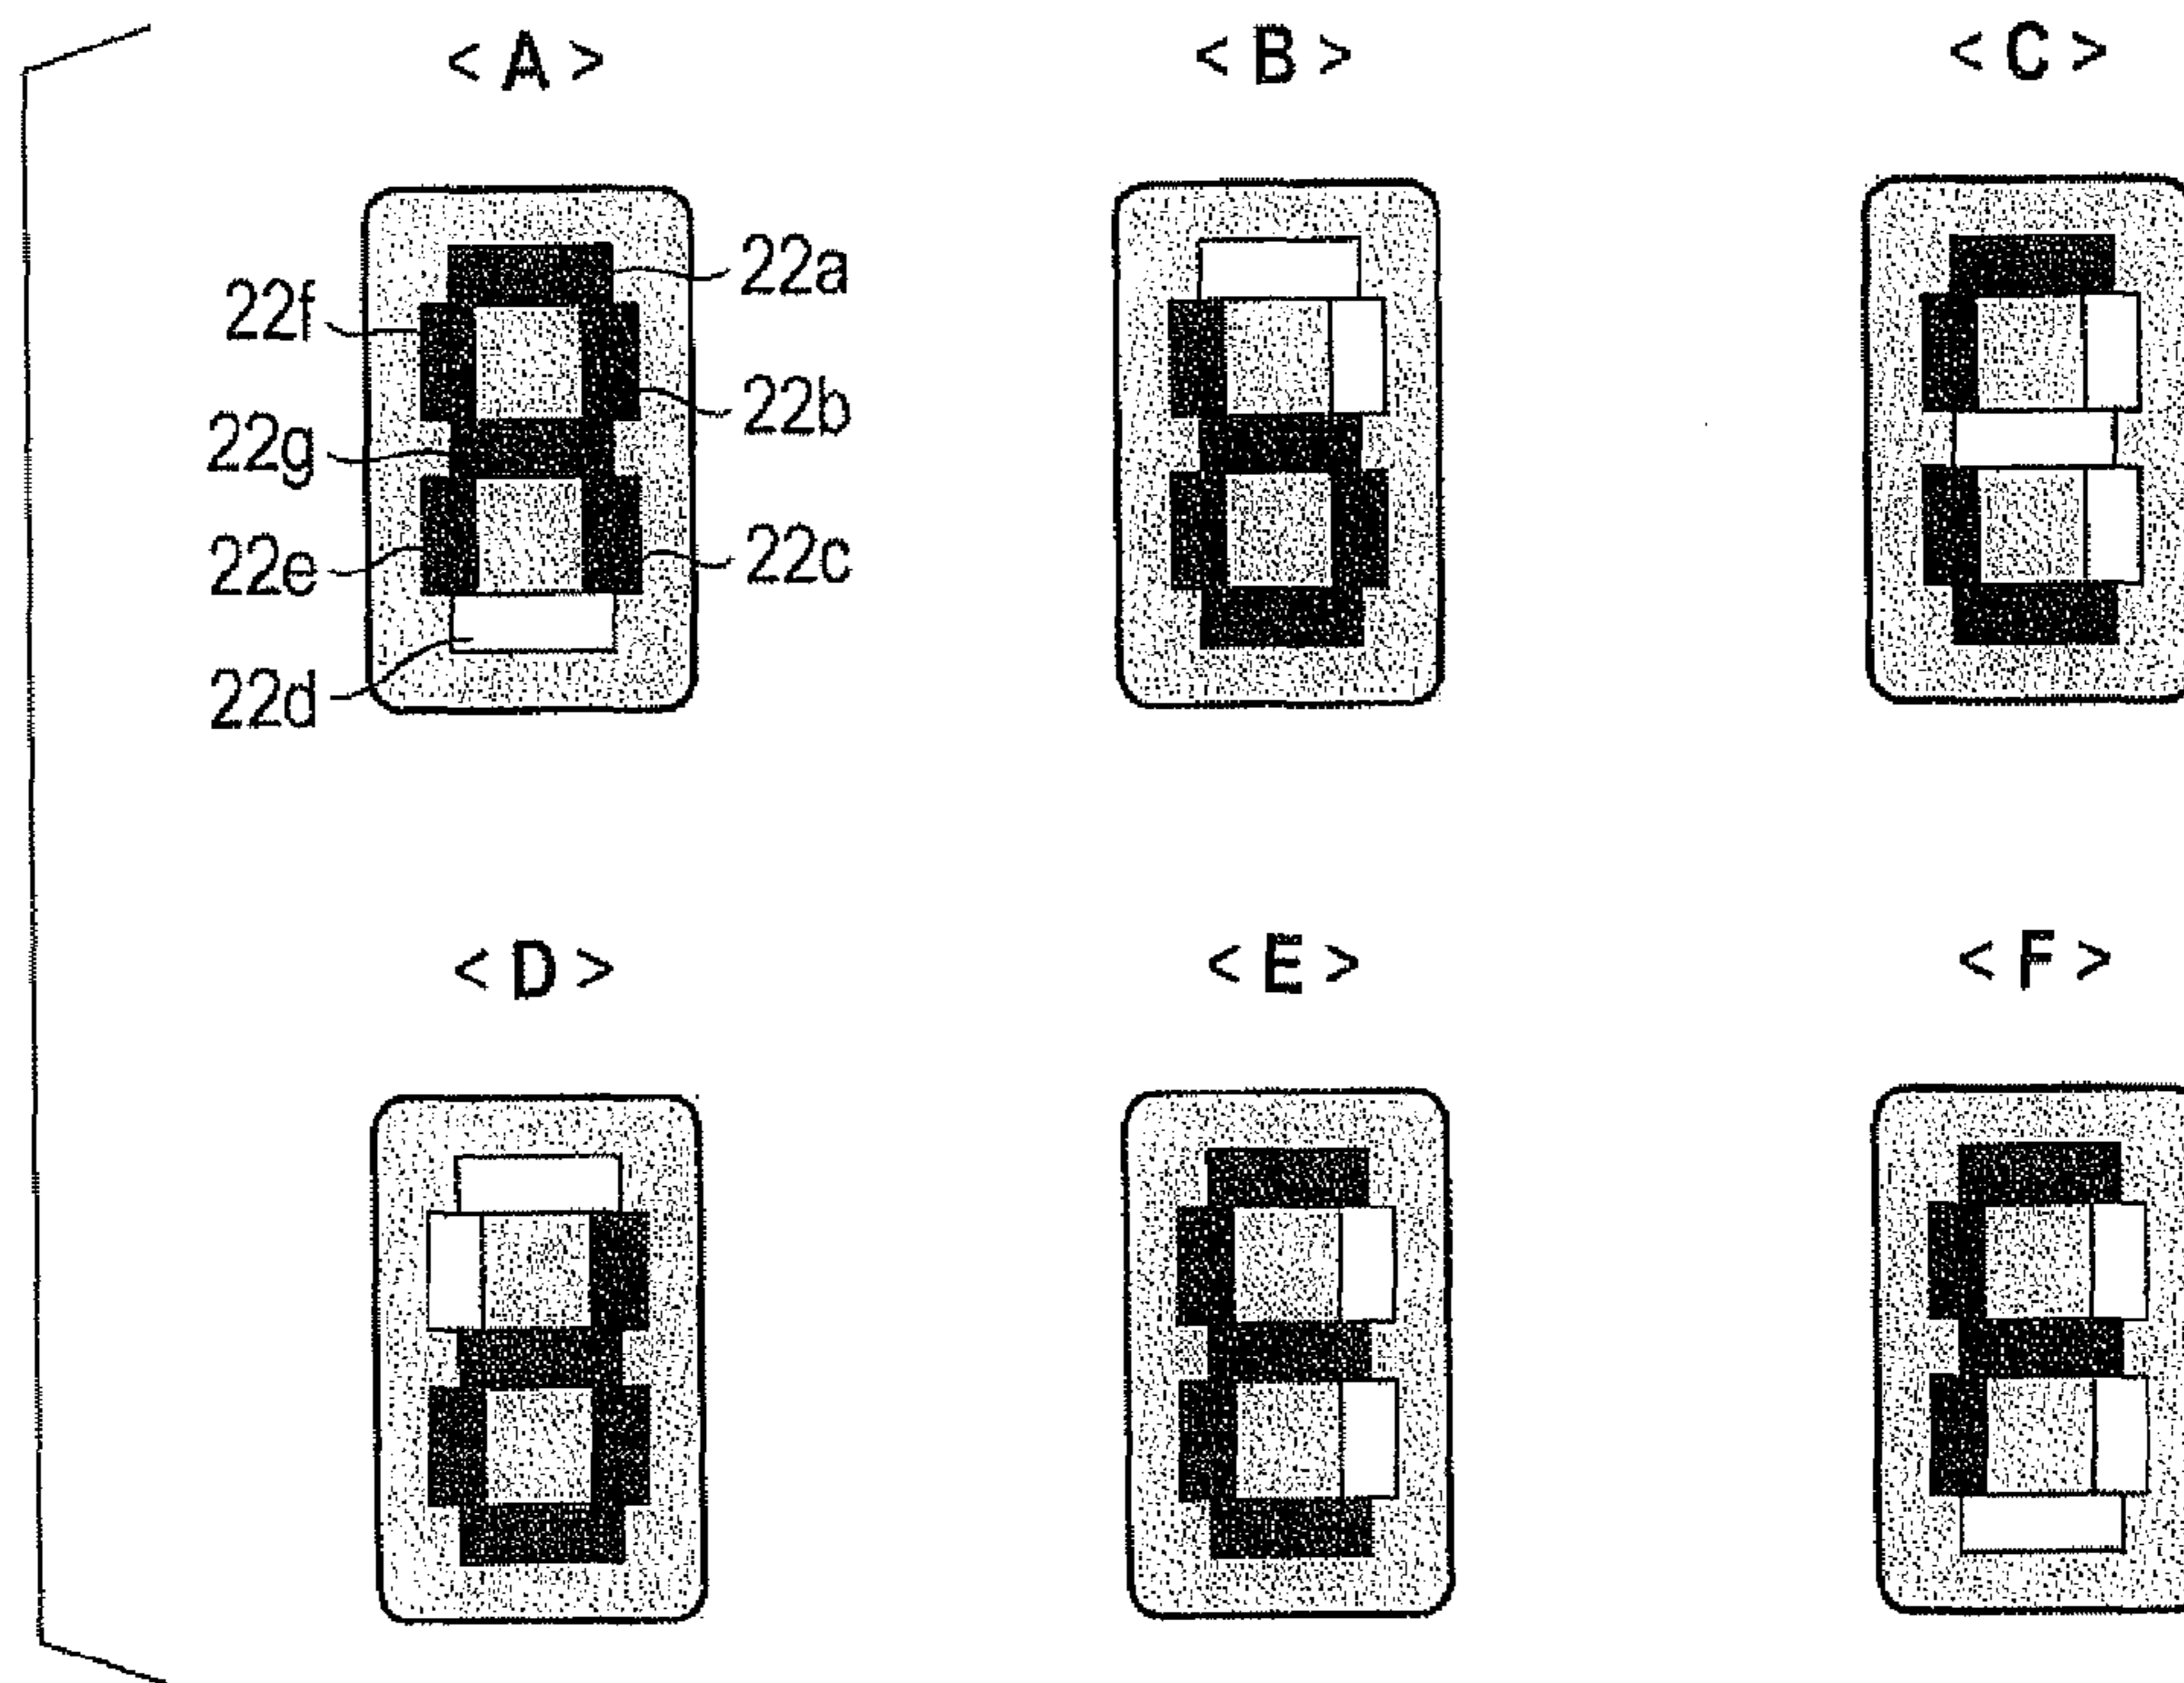 < A > < B > < C >
22a
22f
22b
22g
22e
22c
22d
< D > < E > < F >